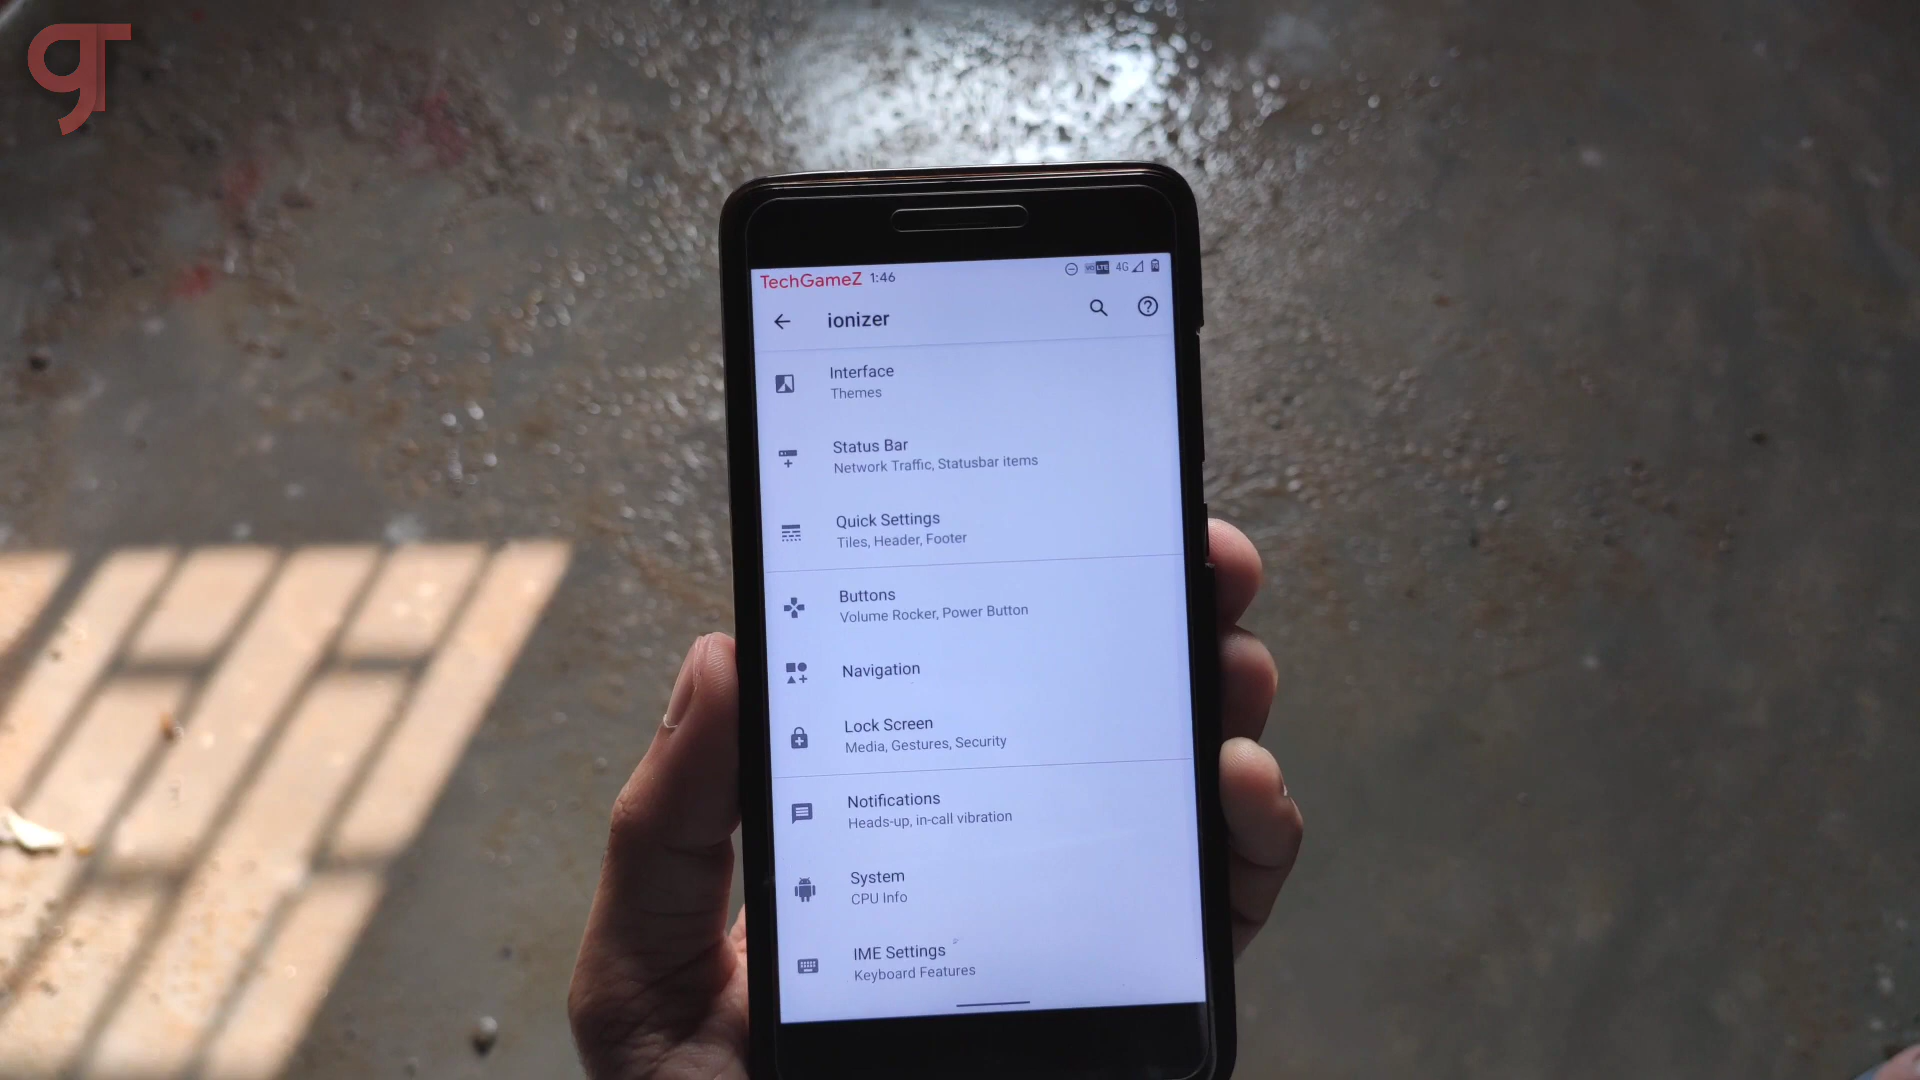 TechGameZ 1:46
VO LTE 4G
ionizer
Interface
Themes
Status Bar
Network Traffic, Statusbar items
Quick Settings
Tiles, Header, Footer
Buttons
Volume Rocker, Power Button
Navigation
Lock Screen
Media, Gestures, Security
Notifications
Heads-up, in-call vibration
System
CPU Info
IME Settings
Keyboard Features